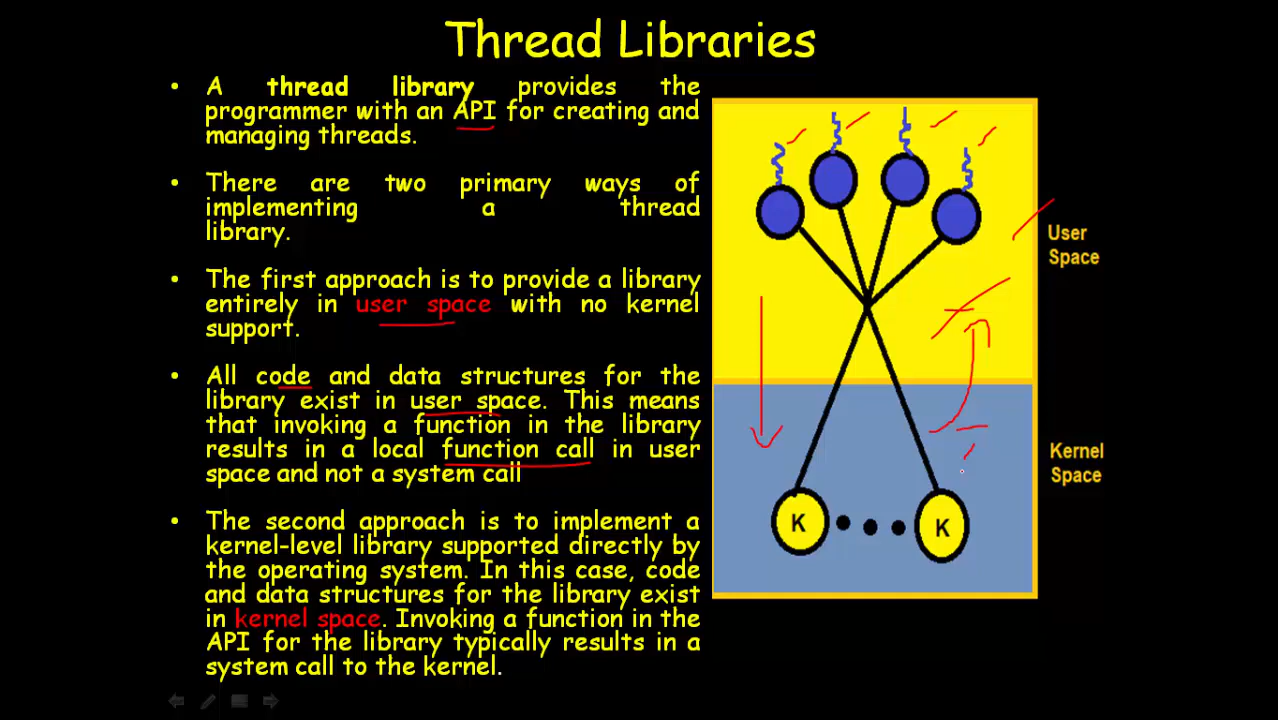 Thread Libraries
• A thread library provides the
programmer with an API for creating and
managing threads.
• There are two primary ways of
implementing a thread
library.
• The first approach is to provide a library
entirely in user space with no kernel
support.
• All code and data structures for the
library exist in user space. This means
that invoking a function in the library
results in a local function call in user
space and not a system call
• The second approach is to implement a
kernel-level library supported directly by
the operating system. In this case, code
and data structures for the library exist
in kernel space. Invoking a function in the
API for the library typically results in a
system call to the kernel.
User
Space
Kernel
Space
K
K